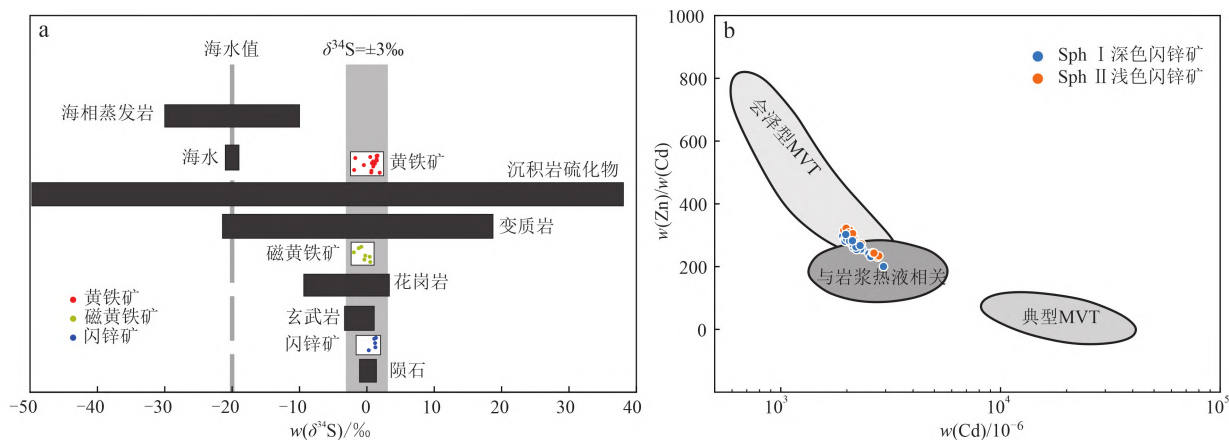 a
海水值
δ³⁴S=±3‰
海相蒸发岩
海水
黄铁矿
沉积岩硫化物
变质岩
磁黄铁矿
花岗岩
玄武岩
闪锌矿
陨石
黄铁矿
磁黄铁矿
闪锌矿
−50 −40 −30 −20 −10 0 10 20 30 40
w(δ³⁴S)/‰
b
1000
800
600
400
200
0
w(Zn)/w(Cd)
Sph Ⅰ深色闪锌矿
Sph Ⅱ浅色闪锌矿
会泽型MVT
与岩浆热液相关
典型MVT
10³ 10⁴ 10⁵
w(Cd)/10⁻⁶